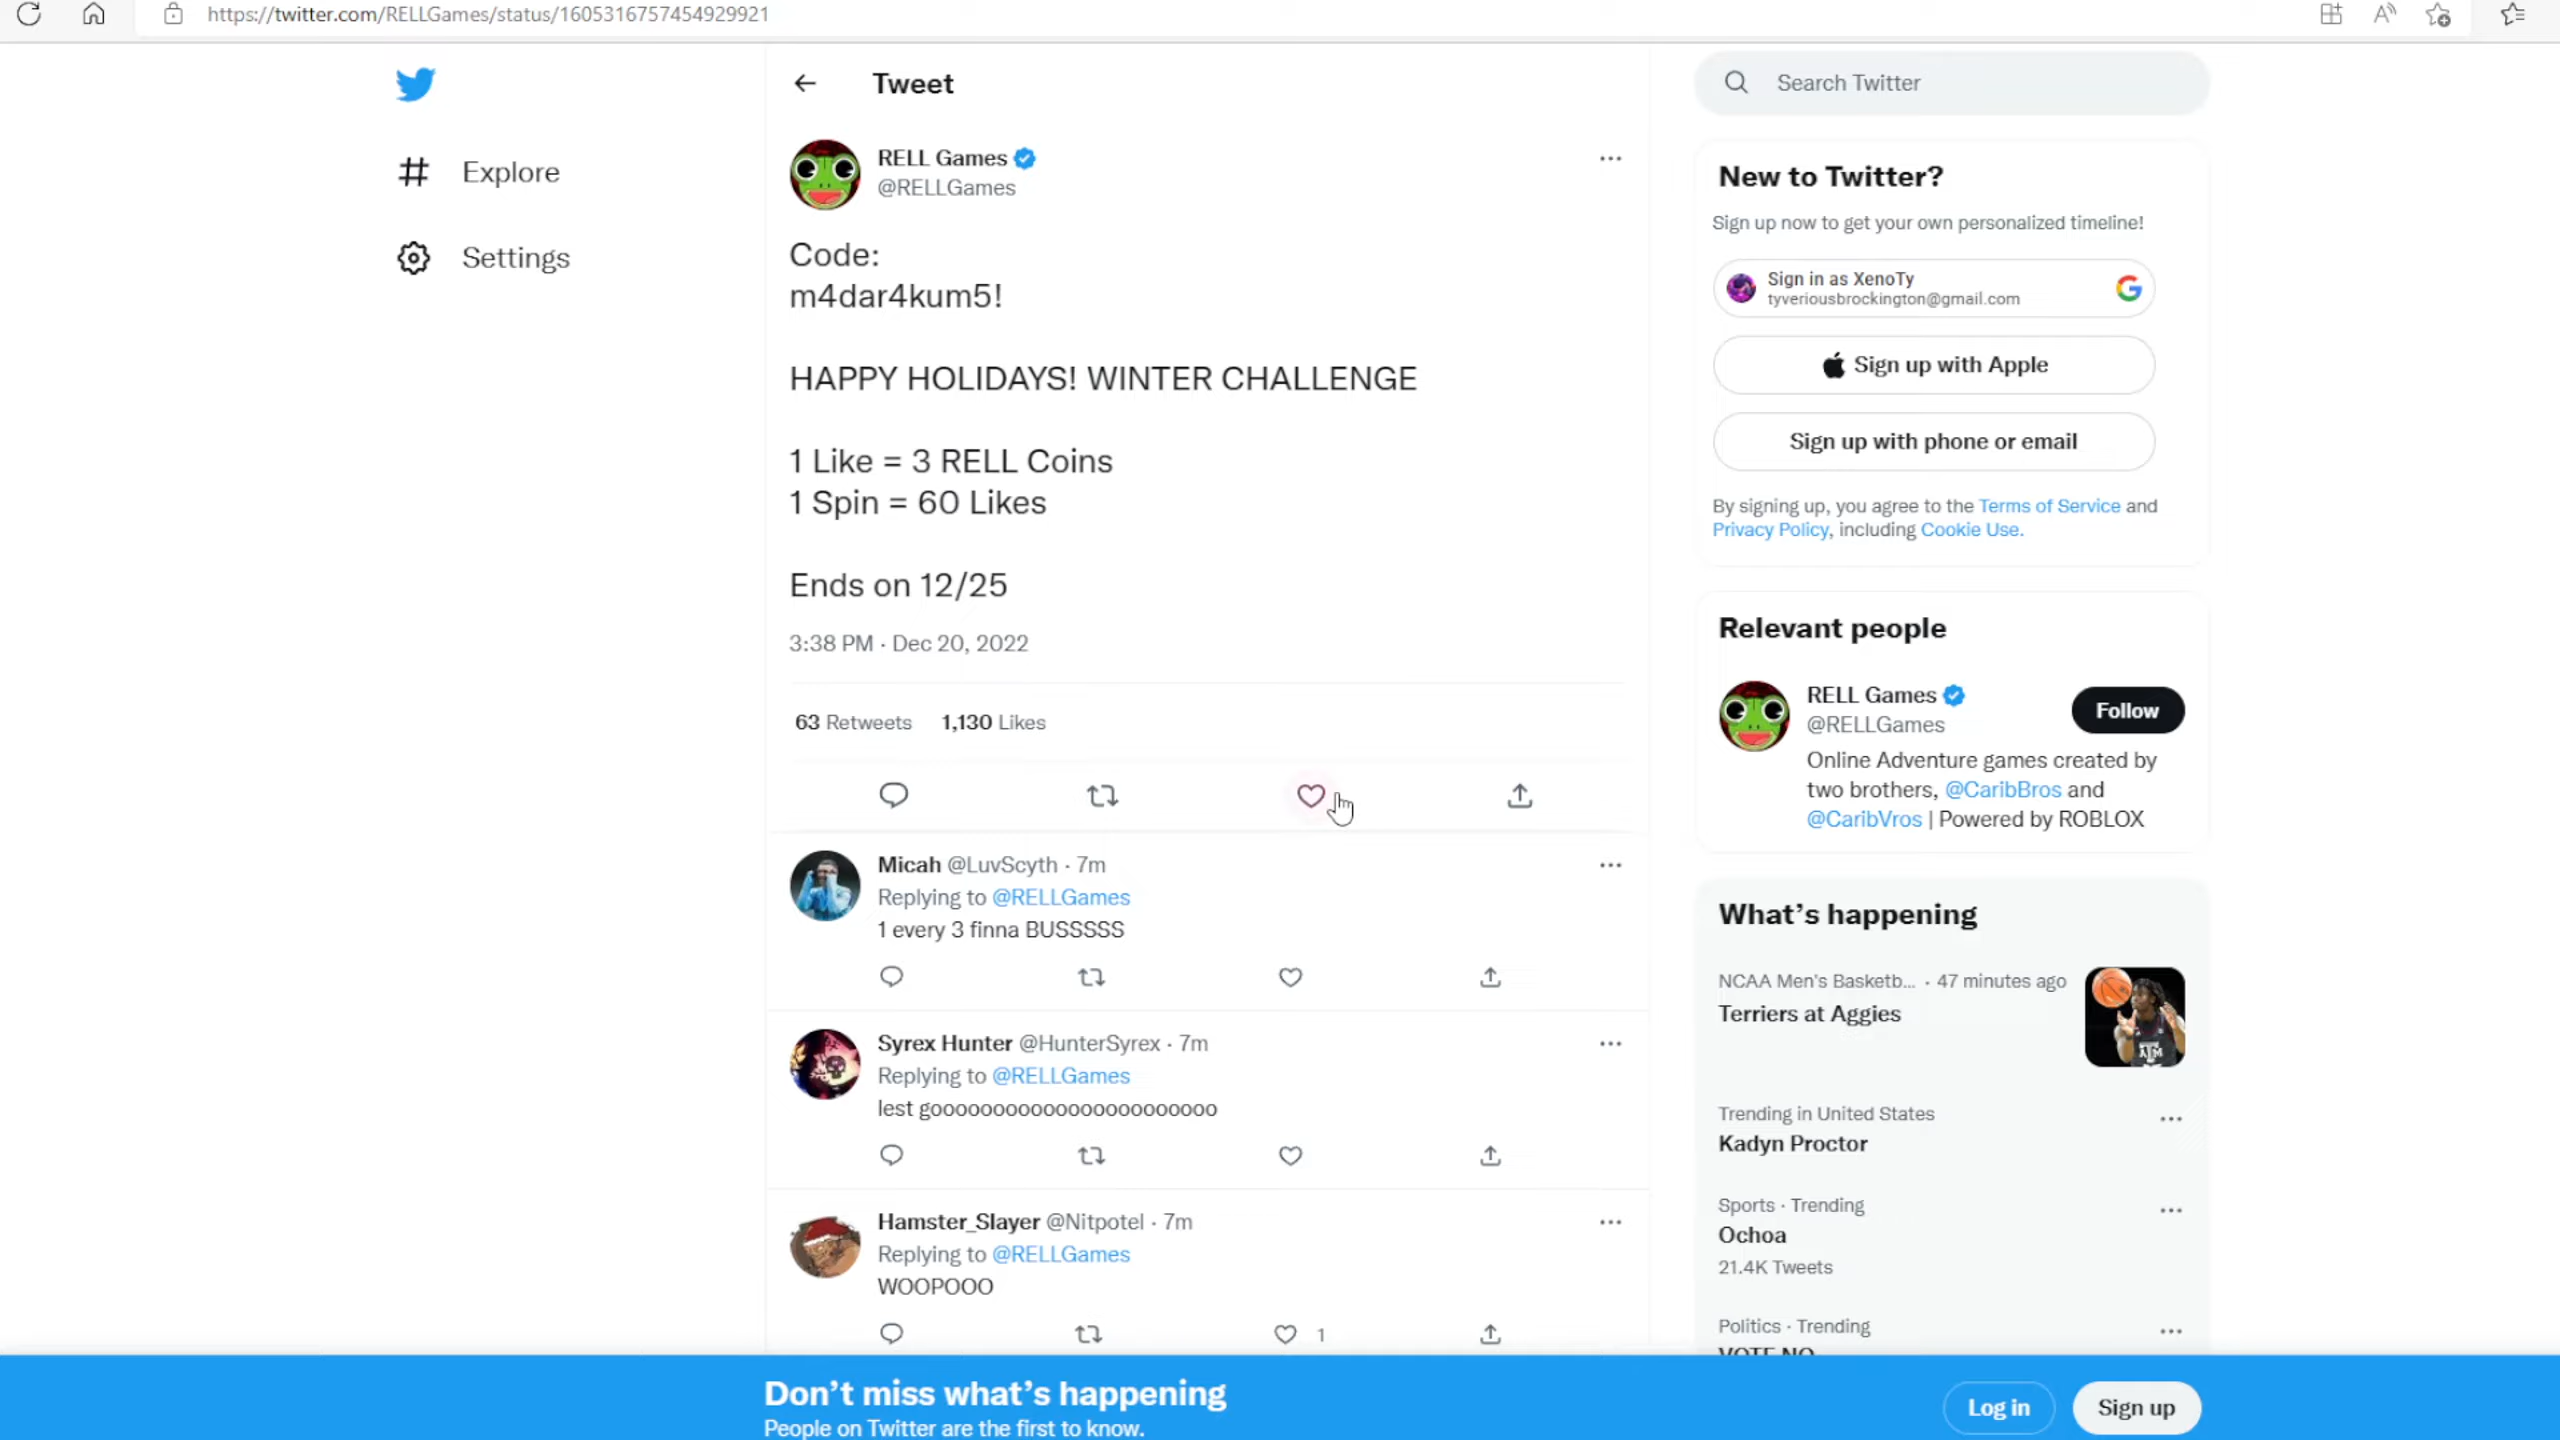 https://twitter.com/RELLGames/status/1605316757454929921
Explore
Settings
Tweet
RELL Games
@RELLGames
Code:
m4dar4kum5!
HAPPY HOLIDAYS! WINTER CHALLENGE
1 Like = 3 RELL Coins
1 Spin = 60 Likes
Ends on 12/25
3:38 PM · Dec 20, 2022
63 Retweets 1,130 Likes
Micah @LuvScyth · 7m
Replying to @RELLGames
1 every 3 finna BUSSSSS
Syrex Hunter @HunterSyrex · 7m
Replying to @RELLGames
lest gooooooooooooooooooooooo
Hamster_Slayer @Nitpotel · 7m
Replying to @RELLGames
WOOPOOO
1
Search Twitter
New to Twitter?
Sign up now to get your own personalized timeline!
Sign in as XenoTy
tyveriousbrockington@gmail.com
Sign up with Apple
Sign up with phone or email
By signing up, you agree to the Terms of Service and
Privacy Policy, including Cookie Use.
Relevant people
RELL Games
@RELLGames
Follow
Online Adventure games created by
two brothers, @CaribBros and
@CaribVros | Powered by ROBLOX
What's happening
NCAA Men's Basketb... · 47 minutes ago
Terriers at Aggies
Trending in United States
Kadyn Proctor
Sports · Trending
Ochoa
21.4K Tweets
Politics · Trending
VOTE NO
Don't miss what's happening
People on Twitter are the first to know.
Log in
Sign up